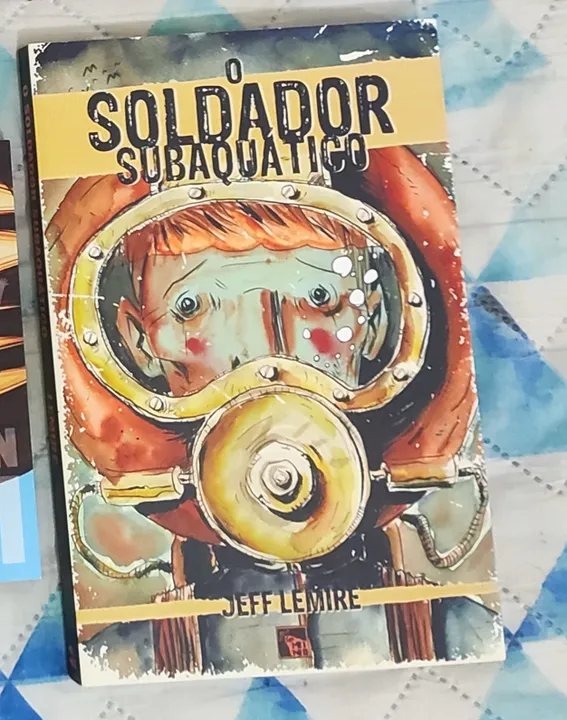 O
SOLDADOR
SUBAQUÁTICO
JEFF LEMIRE
N